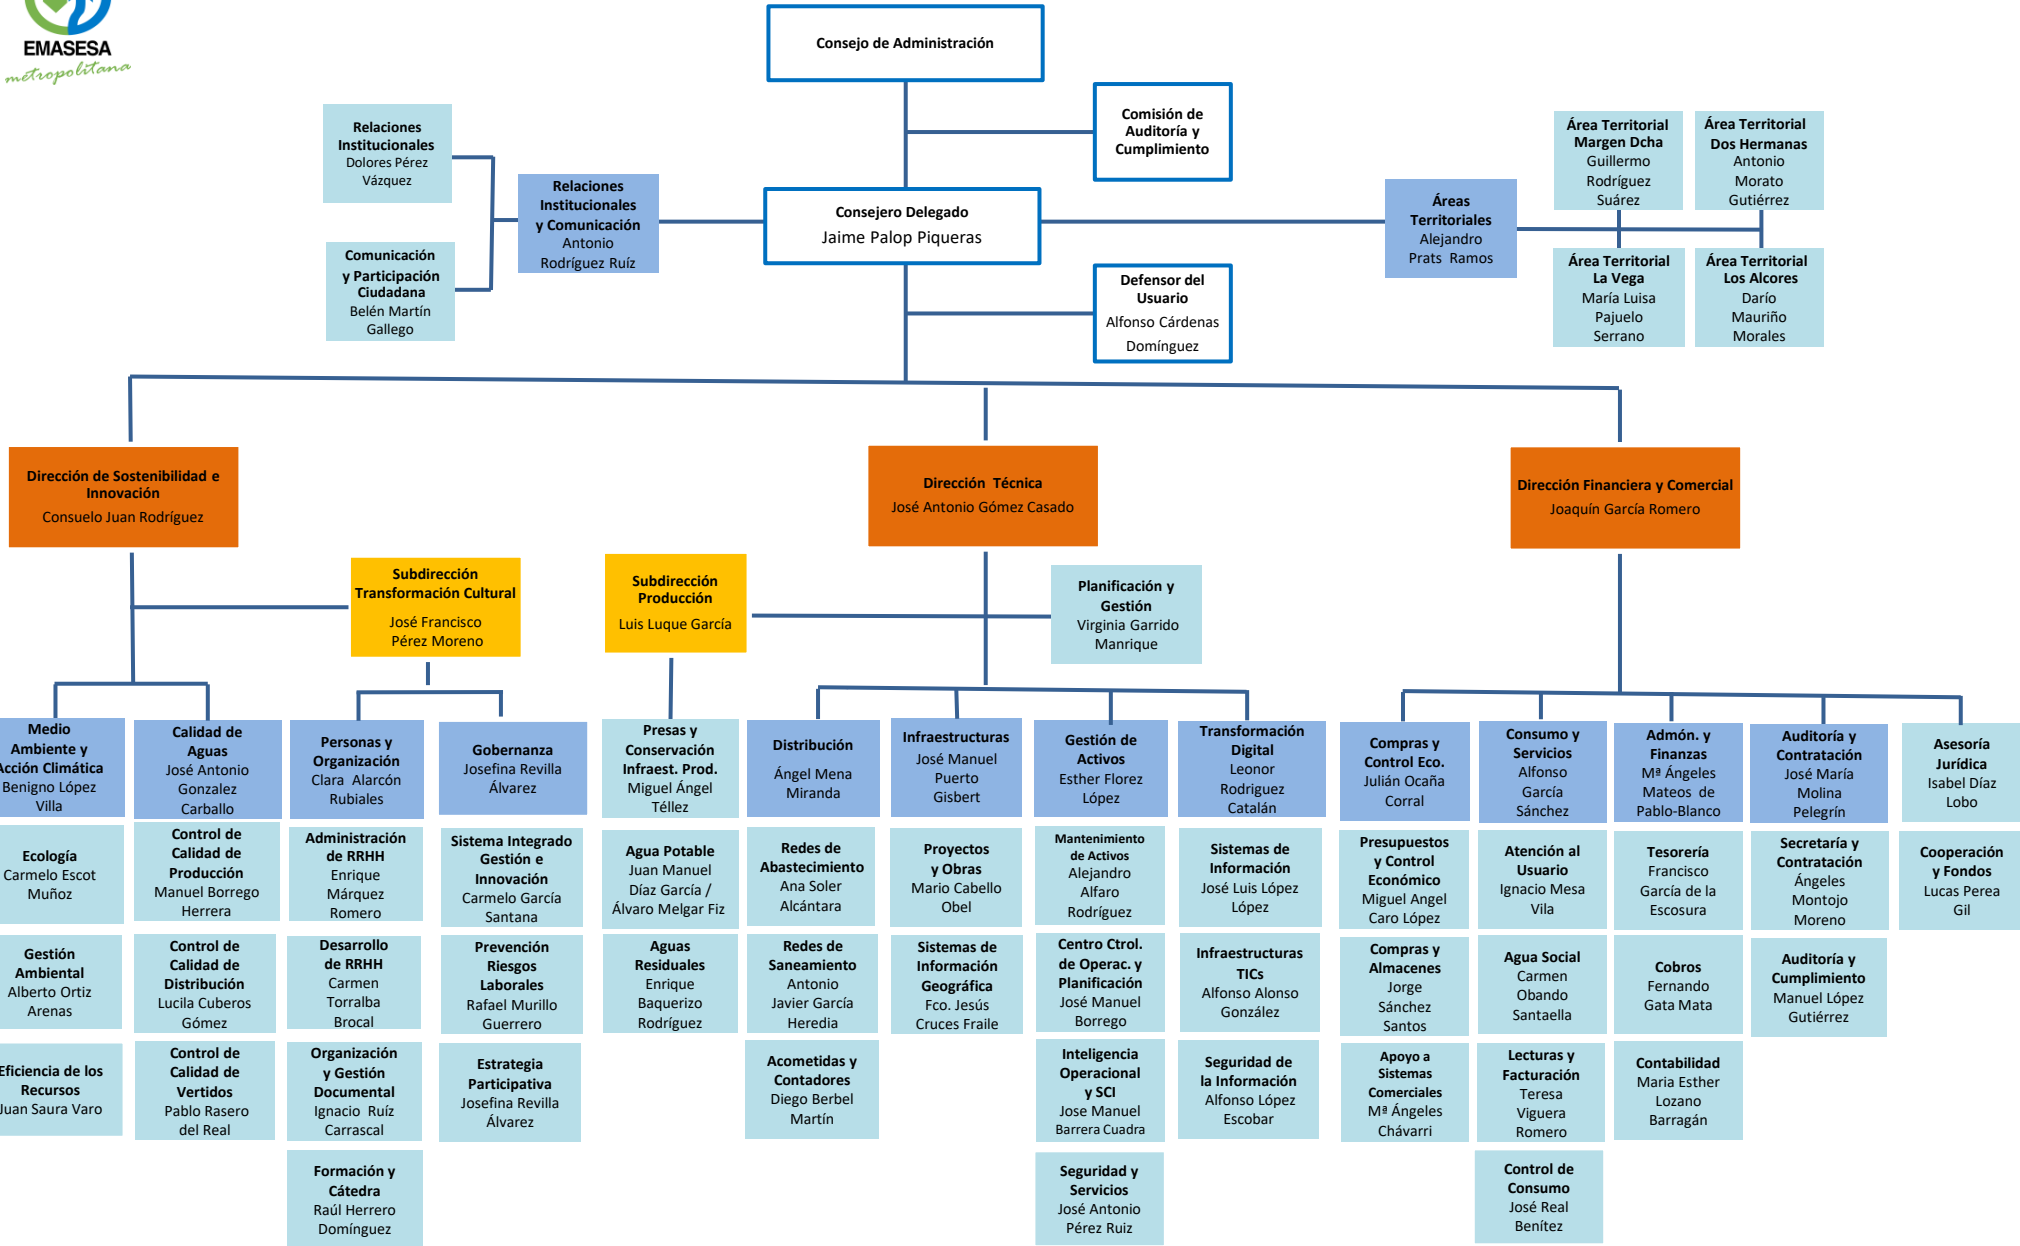 EMASESA
metropolitana
Consejo de Administración
Comisión de
Auditoría y
Cumplimiento
Relaciones
Institucionales
Dolores Pérez
Vázquez
Comunicación
y Participación
Ciudadana
Belén Martín
Gallego
Relaciones
Institucionales
y Comunicación
Antonio
Rodríguez Ruíz
Consejero Delegado
Jaime Palop Piqueras
Defensor del
Usuario
Alfonso Cárdenas
Domínguez
Áreas
Territoriales
Alejandro
Prats Ramos
Área Territorial
Margen Dcha
Guillermo
Rodríguez
Suárez
Área Territorial
Dos Hermanas
Antonio
Morato
Gutiérrez
Área Territorial
La Vega
María Luisa
Pajuelo
Serrano
Área Territorial
Los Alcores
Darío
Mauriño
Morales
Dirección de Sostenibilidad e
Innovación
Consuelo Juan Rodríguez
Dirección Técnica
José Antonio Gómez Casado
Dirección Financiera y Comercial
Joaquín García Romero
Subdirección
Transformación Cultural
José Francisco
Pérez Moreno
Subdirección
Producción
Luis Luque García
Planificación y
Gestión
Virginia Garrido
Manrique
Medio
Ambiente y
Acción Climática
Benigno López
Villa
Ecología
Carmelo Escot
Muñoz
Gestión
Ambiental
Alberto Ortiz
Arenas
Eficiencia de los
Recursos
Juan Saura Varo
Calidad de
Aguas
José Antonio
Gonzalez
Carballo
Control de
Calidad de
Producción
Manuel Borrego
Herrera
Control de
Calidad de
Distribución
Lucila Cuberos
Gómez
Control de
Calidad de
Vertidos
Pablo Rasero
del Real
Personas y
Organización
Clara Alarcón
Rubiales
Administración
de RRHH
Enrique
Márquez
Romero
Desarrollo
de RRHH
Carmen
Torralba
Brocal
Organización
y Gestión
Documental
Ignacio Ruíz
Carrascal
Formación y
Cátedra
Raúl Herrero
Domínguez
Gobernanza
Josefina Revilla
Álvarez
Sistema Integrado
Gestión e
Innovación
Carmelo García
Santana
Prevención
Riesgos
Laborales
Rafael Murillo
Guerrero
Estrategia
Participativa
Josefina Revilla
Álvarez
Presas y
Conservación
Infraest. Prod.
Miguel Ángel
Téllez
Agua Potable
Juan Manuel
Díaz García /
Álvaro Melgar Fiz
Aguas
Residuales
Enrique
Baquerizo
Rodríguez
Distribución
Ángel Mena
Miranda
Redes de
Abastecimiento
Ana Soler
Alcántara
Redes de
Saneamiento
Antonio
Javier García
Heredia
Acometidas y
Contadores
Diego Berbel
Martín
Infraestructuras
José Manuel
Puerto
Gisbert
Proyectos
y Obras
Mario Cabello
Obel
Sistemas de
Información
Geográfica
Fco. Jesús
Cruces Fraile
Gestión de
Activos
Esther Florez
López
Mantenimiento
de Activos
Alejandro
Alfaro
Rodríguez
Centro Ctrol.
de Operac. y
Planificación
José Manuel
Borrego
Inteligencia
Operacional
y SCI
Jose Manuel
Barrera Cuadra
Seguridad y
Servicios
José Antonio
Pérez Ruiz
Transformación
Digital
Leonor
Rodriguez
Catalán
Sistemas de
Información
José Luis López
López
Infraestructuras
TICs
Alfonso Alonso
González
Seguridad de
la Información
Alfonso López
Escobar
Compras y
Control Eco.
Julián Ocaña
Corral
Presupuestos
y Control
Económico
Miguel Angel
Caro López
Compras y
Almacenes
Jorge
Sánchez
Santos
Apoyo a
Sistemas
Comerciales
Mª Ángeles
Chávarri
Consumo y
Servicios
Alfonso
García
Sánchez
Atención al
Usuario
Ignacio Mesa
Vila
Agua Social
Carmen
Obando
Santaella
Lecturas y
Facturación
Teresa
Viguera
Romero
Control de
Consumo
José Real
Benítez
Admón. y
Finanzas
Mª Ángeles
Mateos de
Pablo-Blanco
Tesorería
Francisco
García de la
Escosura
Cobros
Fernando
Gata Mata
Contabilidad
Maria Esther
Lozano
Barragán
Auditoría y
Contratación
José María
Molina
Pelegrín
Secretaría y
Contratación
Ángeles
Montojo
Moreno
Auditoría y
Cumplimiento
Manuel López
Gutiérrez
Asesoría
Jurídica
Isabel Díaz
Lobo
Cooperación
y Fondos
Lucas Perea
Gil